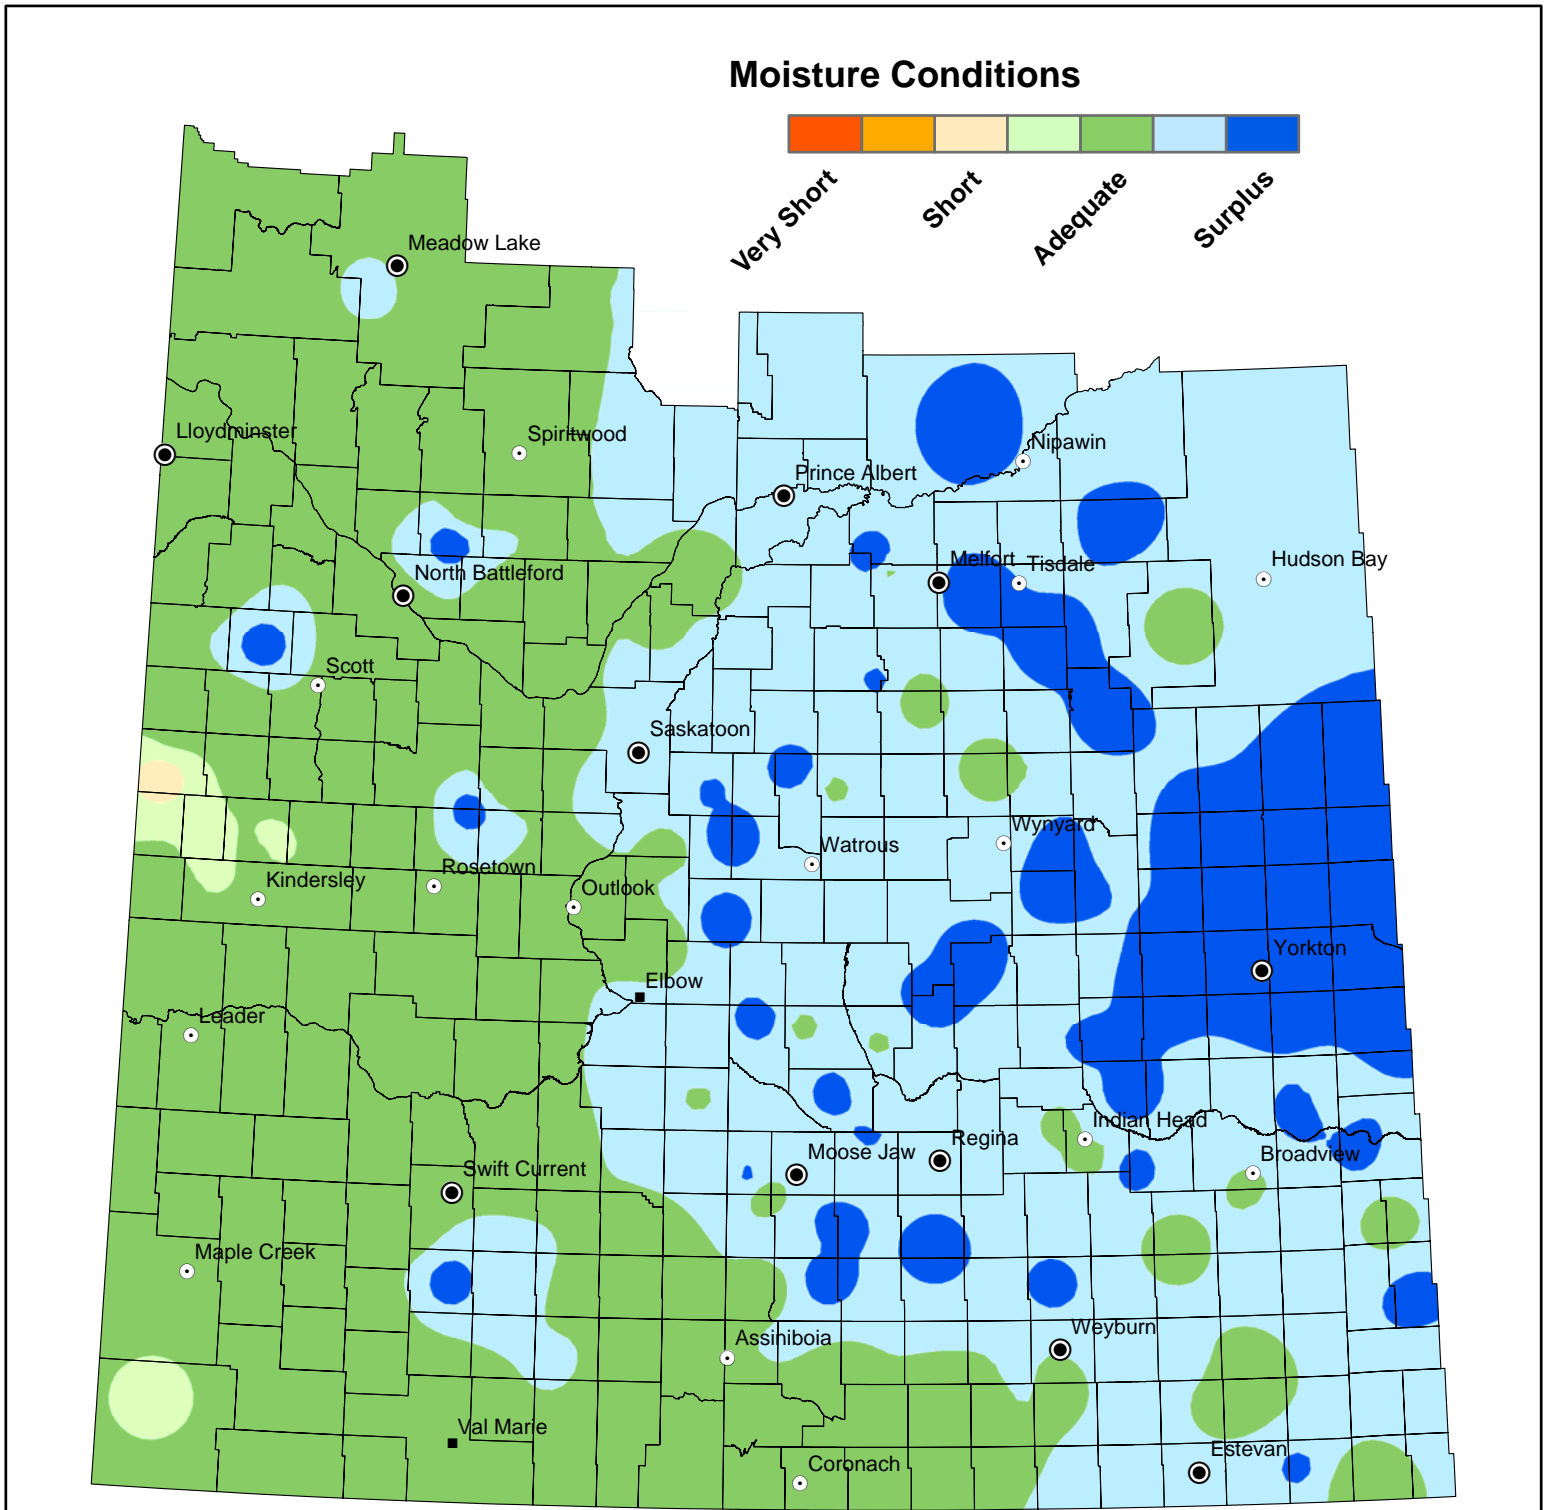 Moisture Conditions
Very Short
Short
Adequate
Surplus
Meadow Lake
Lloydminster
Spiritwood
Nipawin
Prince Albert
Melfort
Tisdale
Hudson Bay
North Battleford
Scott
Saskatoon
Wynyard
Watrous
Rosetown
Kindersley
Outlook
Yorkton
Elbow
Leader
Indian Head
Regina
Moose Jaw
Broadview
Swift Current
Maple Creek
Weyburn
Assiniboia
Val Marie
Estevan
Coronach